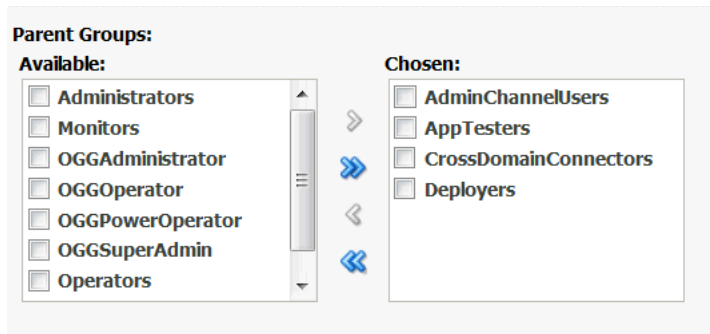 Parent Groups:
Available:
Administrators
Monitors
OGGAdministrator
OGGOperator
OGGPowerOperator
OGGSuperAdmin
Operators
Chosen:
AdminChannelUsers
AppTesters
CrossDomainConnectors
Deployers